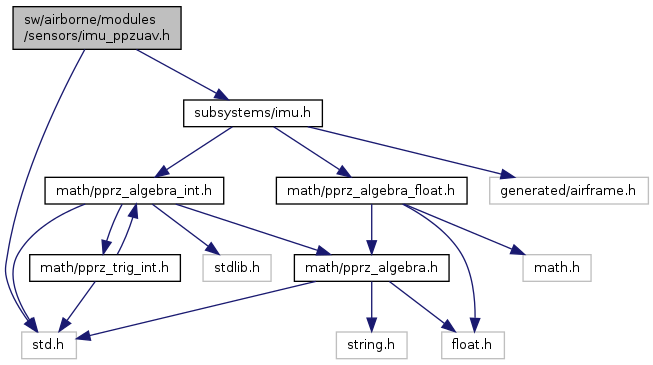 sw/airborne/modules
/sensors/imu_ppzuav.h
subsystems/imu.h
math/pprz_algebra_int.h
math/pprz_algebra_float.h
generated/airframe.h
math/pprz_trig_int.h
stdlib.h
math/pprz_algebra.h
math.h
std.h
string.h
float.h